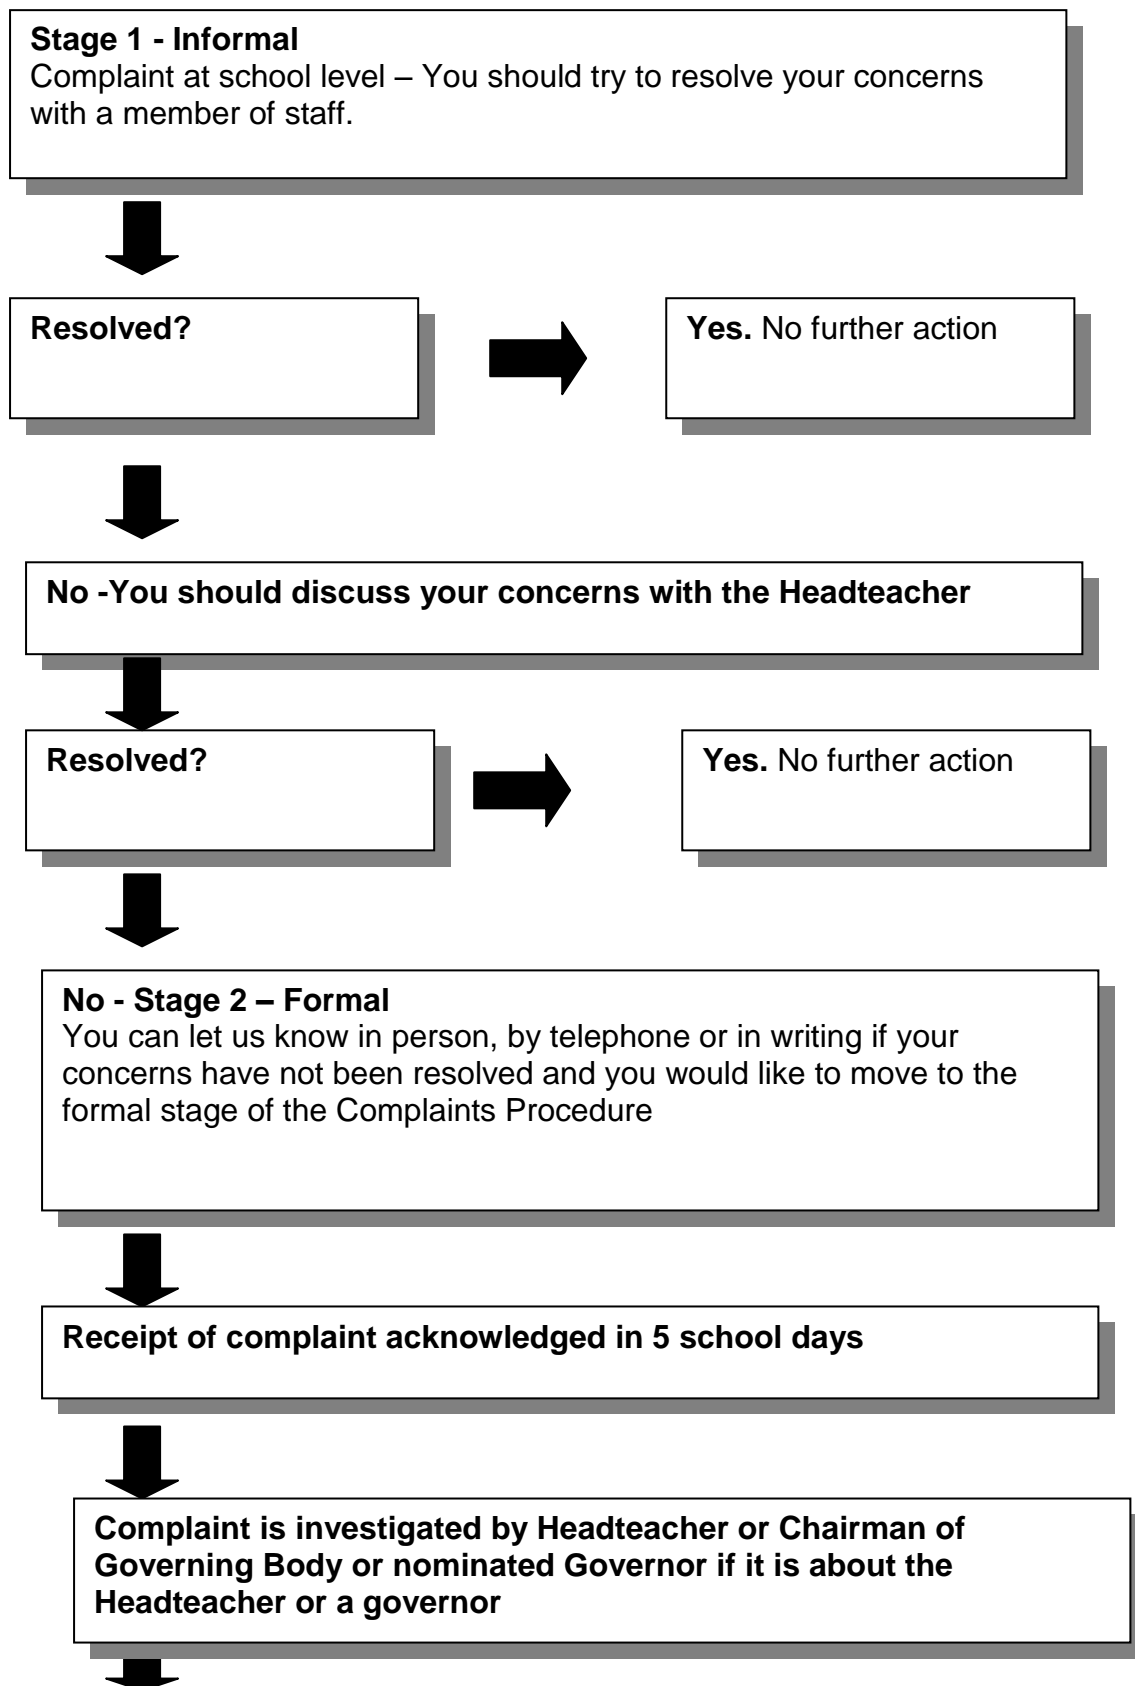 Stage 1 - Informal
Complaint at school level – You should try to resolve your concerns
with a member of staff.
Resolved?
Yes. No further action
No -You should discuss your concerns with the Headteacher
Resolved?
Yes. No further action
No - Stage 2 – Formal
You can let us know in person, by telephone or in writing if your
concerns have not been resolved and you would like to move to the
formal stage of the Complaints Procedure
Receipt of complaint acknowledged in 5 school days
Complaint is investigated by Headteacher or Chairman of
Governing Body or nominated Governor if it is about the
Headteacher or a governor